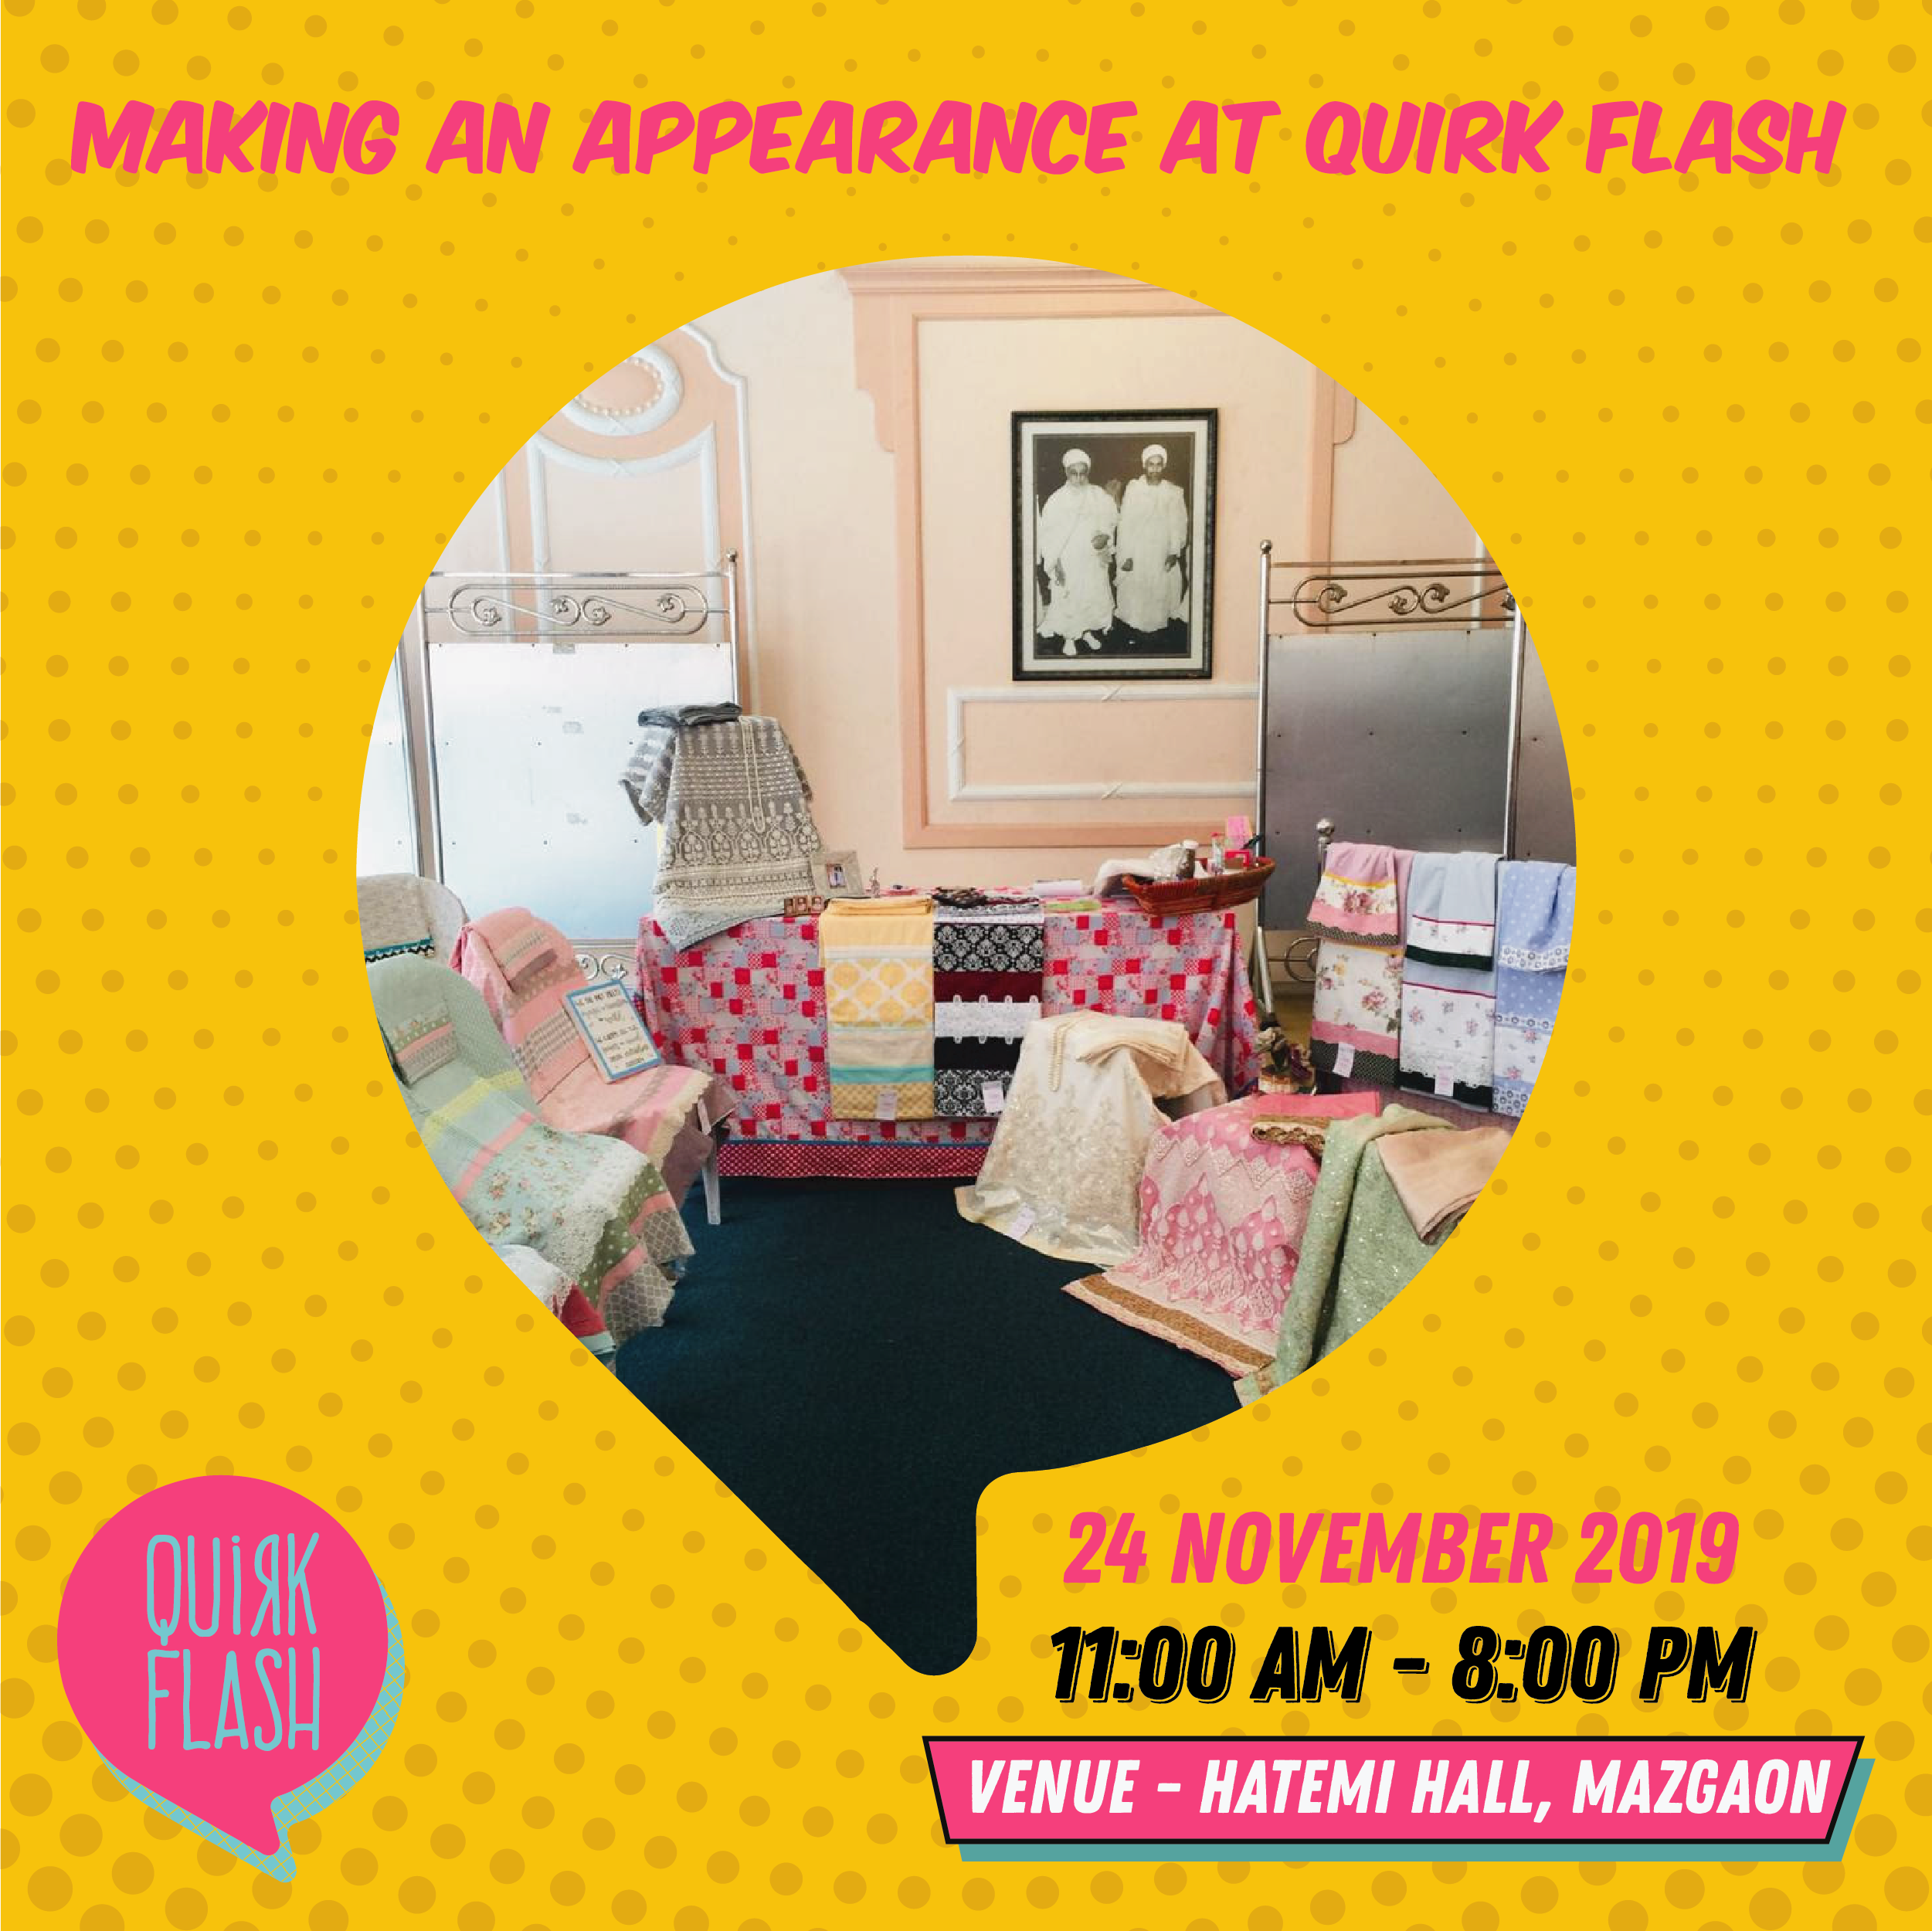 MAKING AN APPEARANCE AT QUIRK FLASH
QUIRK
FLASH
24 NOVEMBER 2019
11:00 AM - 8:00 PM
VENUE - HATEMI HALL, MAZGAON